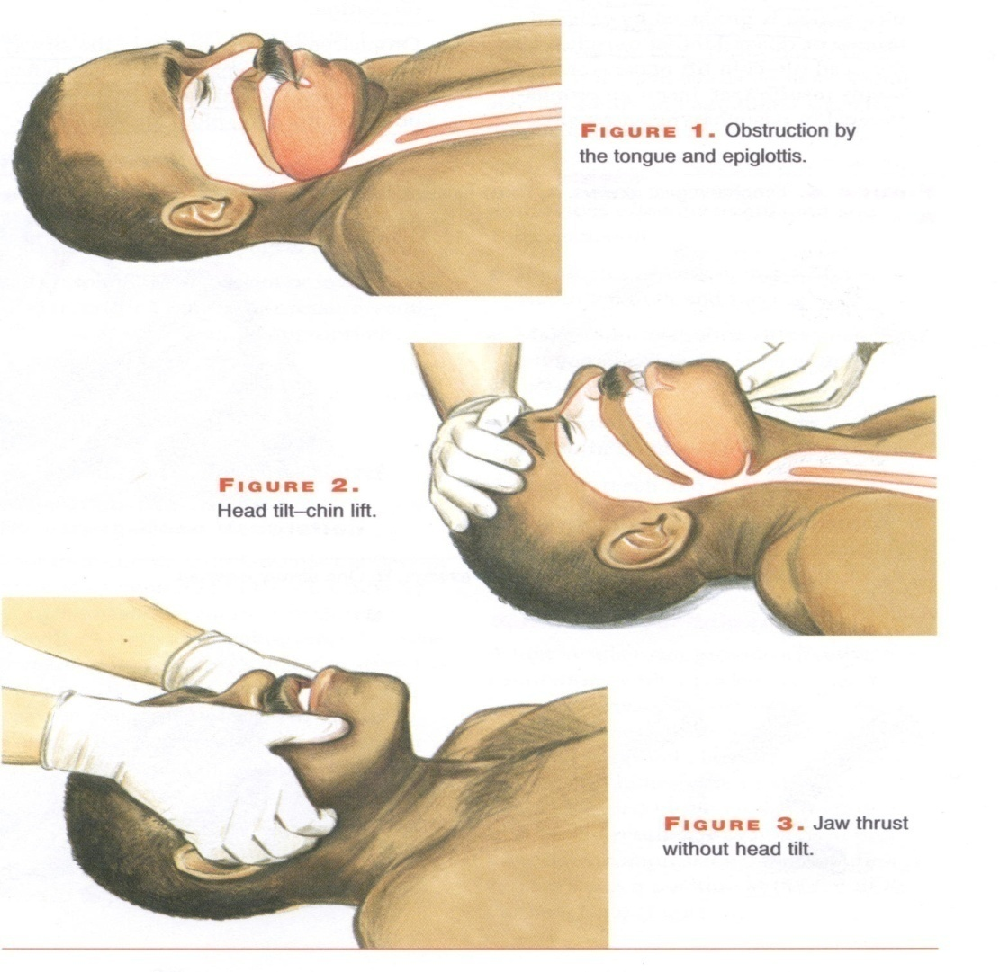 FIGURE 1. Obstruction by
the tongue and epiglottis.
FIGURE 2.
Head tilt–chin lift.
FIGURE 3. Jaw thrust
without head tilt.